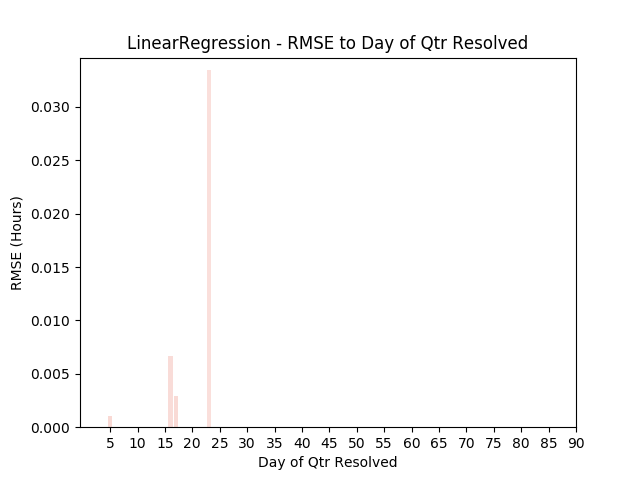 LinearRegression - RMSE to Day of Qtr Resolved
RMSE (Hours)
0.030
0.025
0.020
0.015
0.010
0.005
0.000
5 10 15 20 25 30 35 40 45 50 55 60 65 70 75 80 85 90
Day of Qtr Resolved